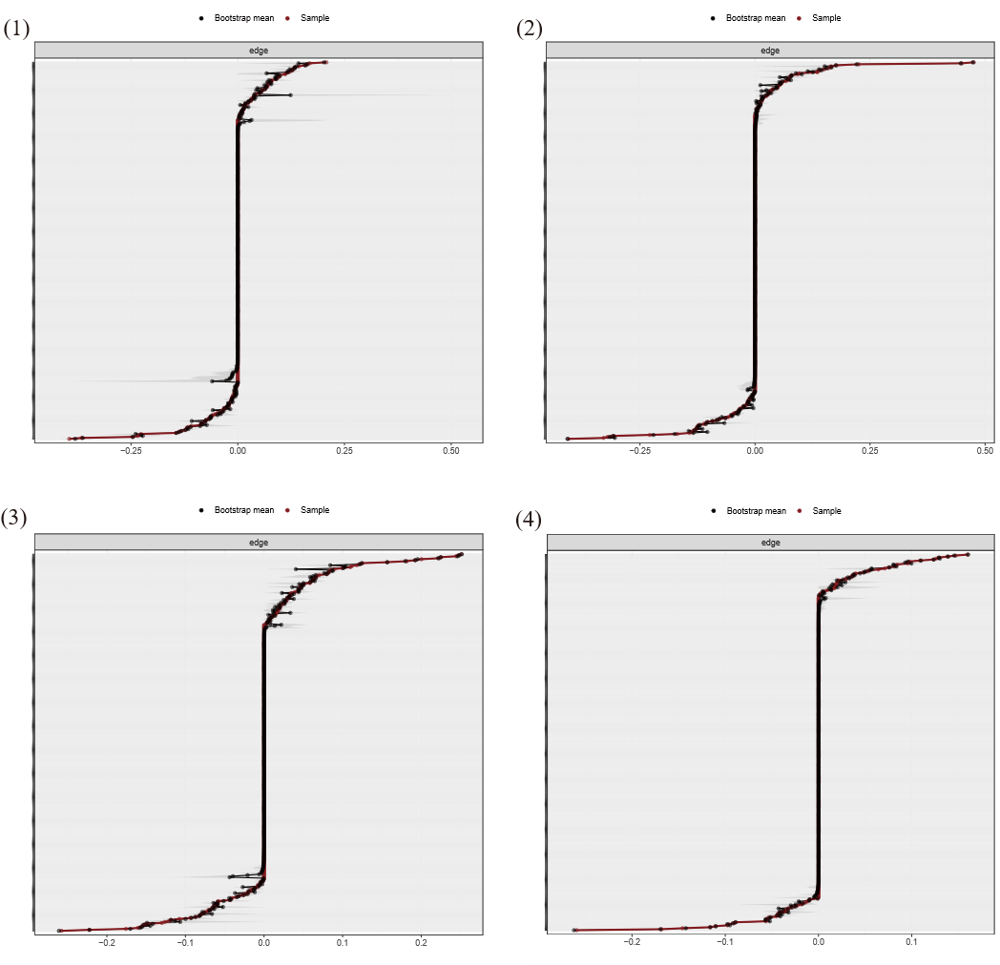 (1)
Bootstrap mean Sample
edge
−0.25 0.00 0.25 0.50
(2)
Bootstrap mean Sample
edge
−0.25 0.00 0.25 0.50
(3)
Bootstrap mean Sample
edge
−0.2 −0.1 0.0 0.1 0.2
(4)
Bootstrap mean Sample
edge
−0.2 −0.1 0.0 0.1